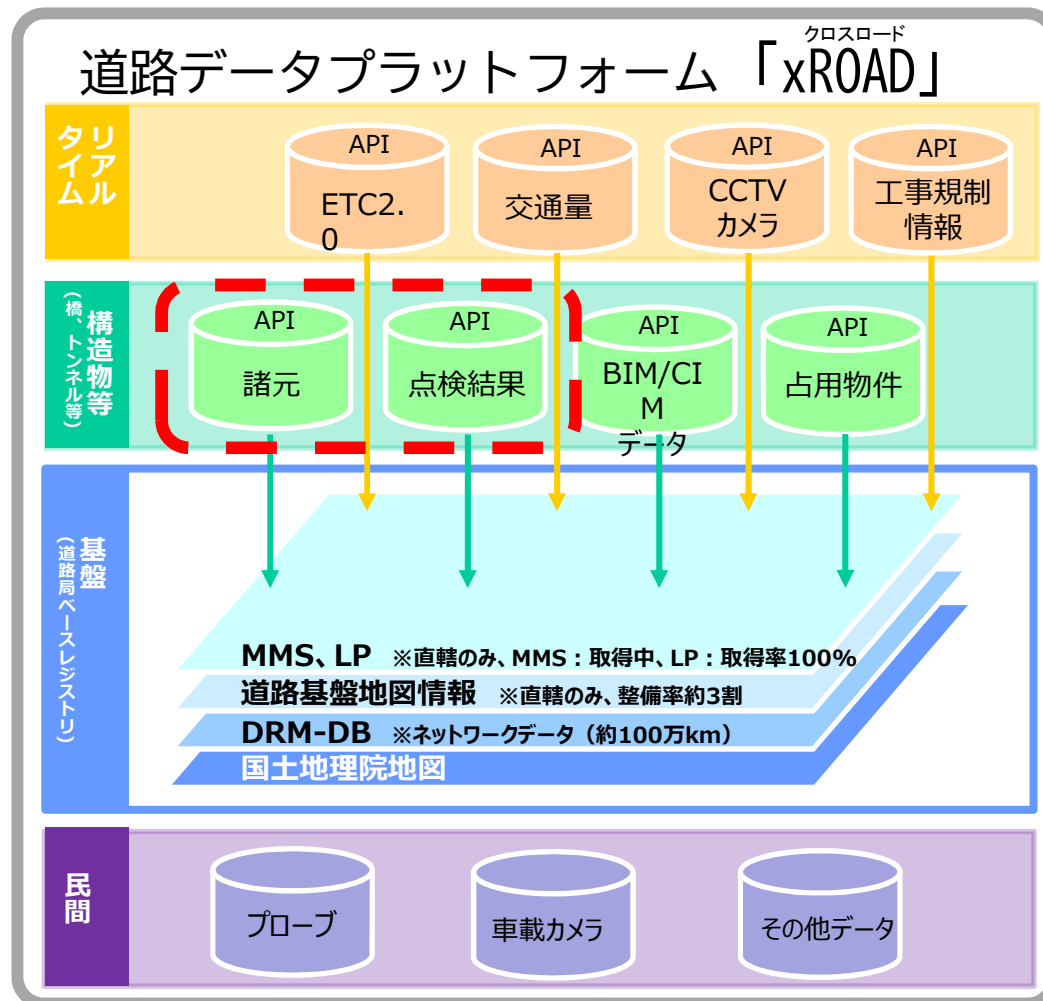 クロスロード
道路データプラットフォーム「xROAD」
リアル
タイム
API
ETC2.
0
API
交通量
API
CCTV
カメラ
API
工事規制
情報
構造物等
(橋、トンネル等)
API
諸元
API
点検結果
API
BIM/CI
M
データ
API
占用物件
基盤
(道路局ベースレジストリ)
MMS、LP ※直轄のみ、MMS：取得中、LP：取得率100%
道路基盤地図情報 ※直轄のみ、整備率約3割
DRM-DB ※ネットワークデータ（約100万km）
国土地理院地図
民間
プローブ
車載カメラ
その他データ